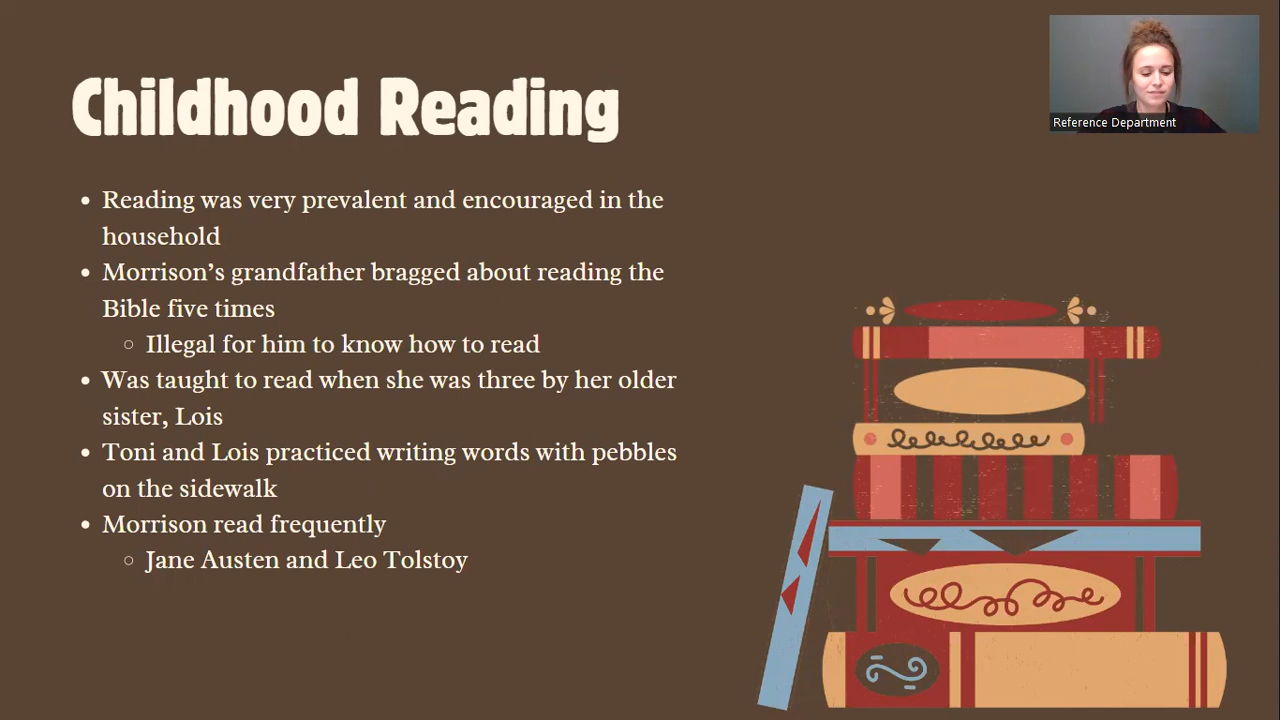 Childhood Reading
Reference Department
• Reading was very prevalent and encouraged in the
household
• Morrison’s grandfather bragged about reading the
Bible five times
◦ Illegal for him to know how to read
• Was taught to read when she was three by her older
sister, Lois
• Toni and Lois practiced writing words with pebbles
on the sidewalk
• Morrison read frequently
◦ Jane Austen and Leo Tolstoy